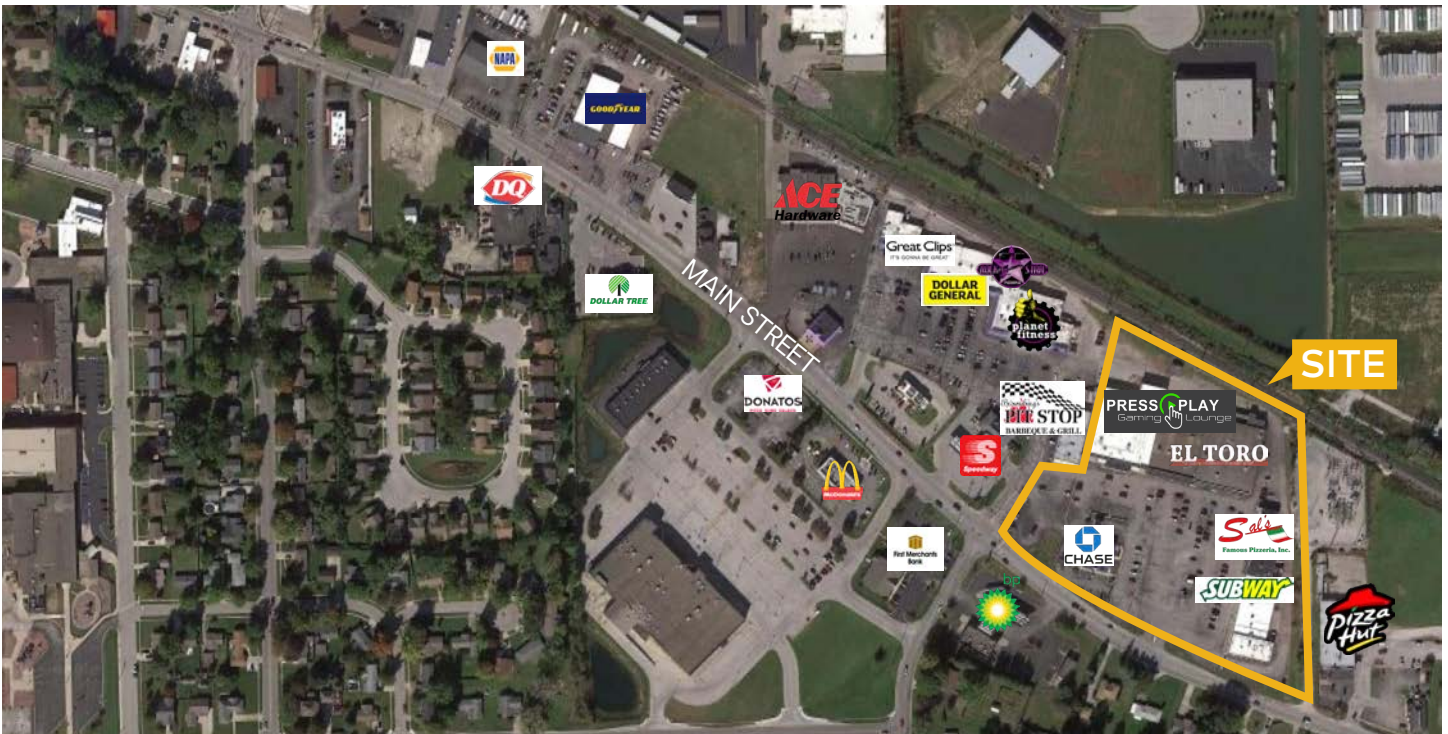 NAPA
GOODYEAR
DQ
ACE
Hardware
Great Clips
IT'S GONNA BE GREAT
DOLLAR
GENERAL
DOLLAR TREE
MAIN STREET
planet
fitness
SITE
DONATOS
PIT STOP
BARBEQUE & GRILL
PRESS PLAY
Gaming Lounge
EL TORO
Speedway
McDonald's
First Merchants
Bank
CHASE
Sal's
Famous Pizzeria, Inc.
SUBWAY
bp
Pizza
Hut